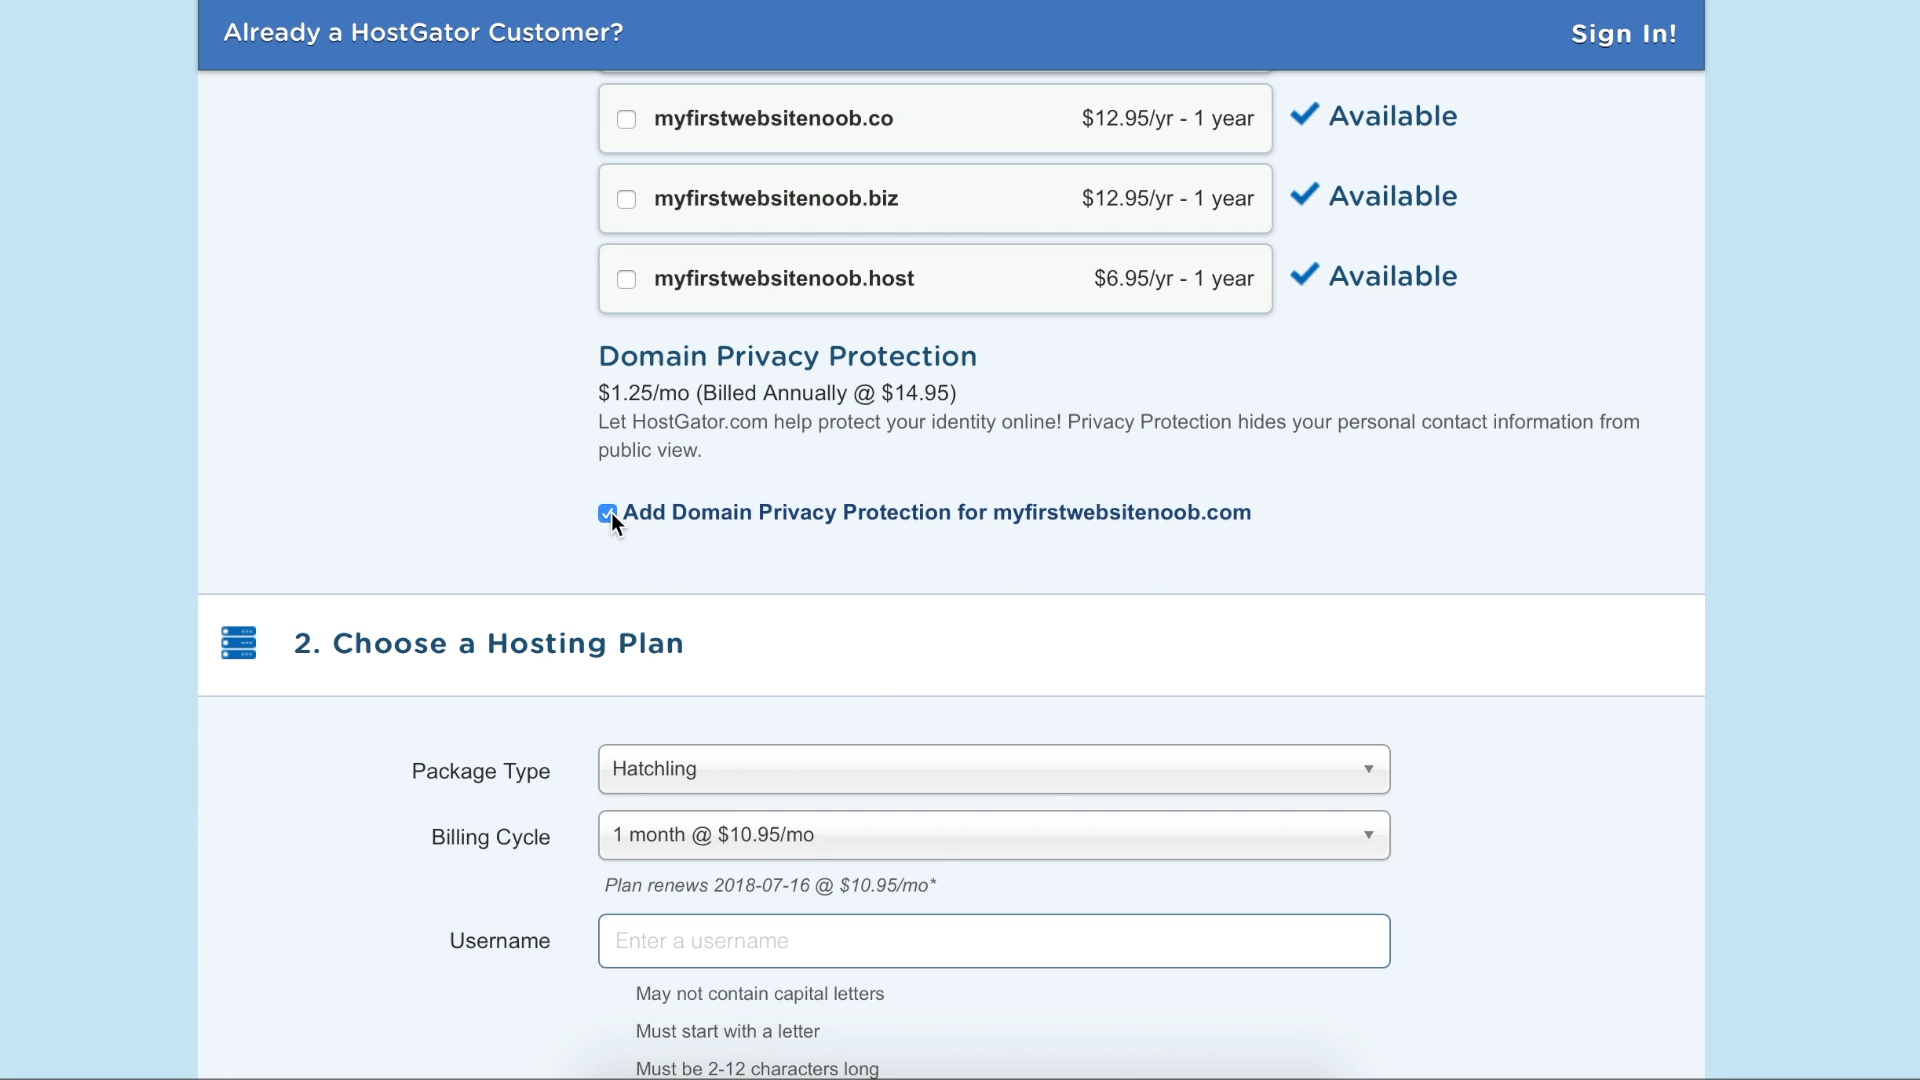 Already a HostGator Customer?
Sign In!
myfirstwebsitenoob.co $12.95/yr - 1 year Available
myfirstwebsitenoob.biz $12.95/yr - 1 year Available
myfirstwebsitenoob.host $6.95/yr - 1 year Available
Domain Privacy Protection
$1.25/mo (Billed Annually @ $14.95)
Let HostGator.com help protect your identity online! Privacy Protection hides your personal contact information from
public view.
Add Domain Privacy Protection for myfirstwebsitenoob.com
2. Choose a Hosting Plan
Package Type Hatchling
Billing Cycle 1 month @ $10.95/mo
Plan renews 2018-07-16 @ $10.95/mo*
Username Enter a username
May not contain capital letters
Must start with a letter
Must be 2-12 characters long